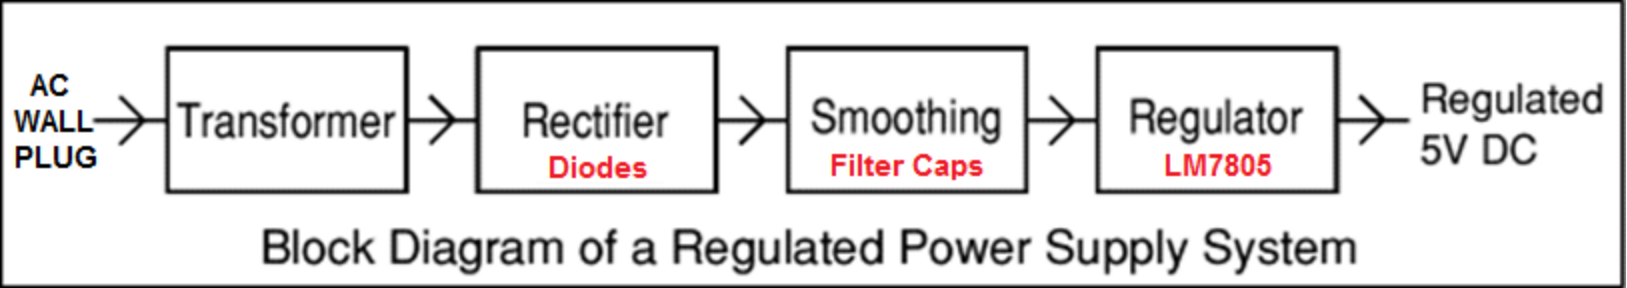 AC
WALL
PLUG
Transformer
Rectifier
Diodes
Smoothing
Filter Caps
Regulator
LM7805
Regulated
5V DC
Block Diagram of a Regulated Power Supply System